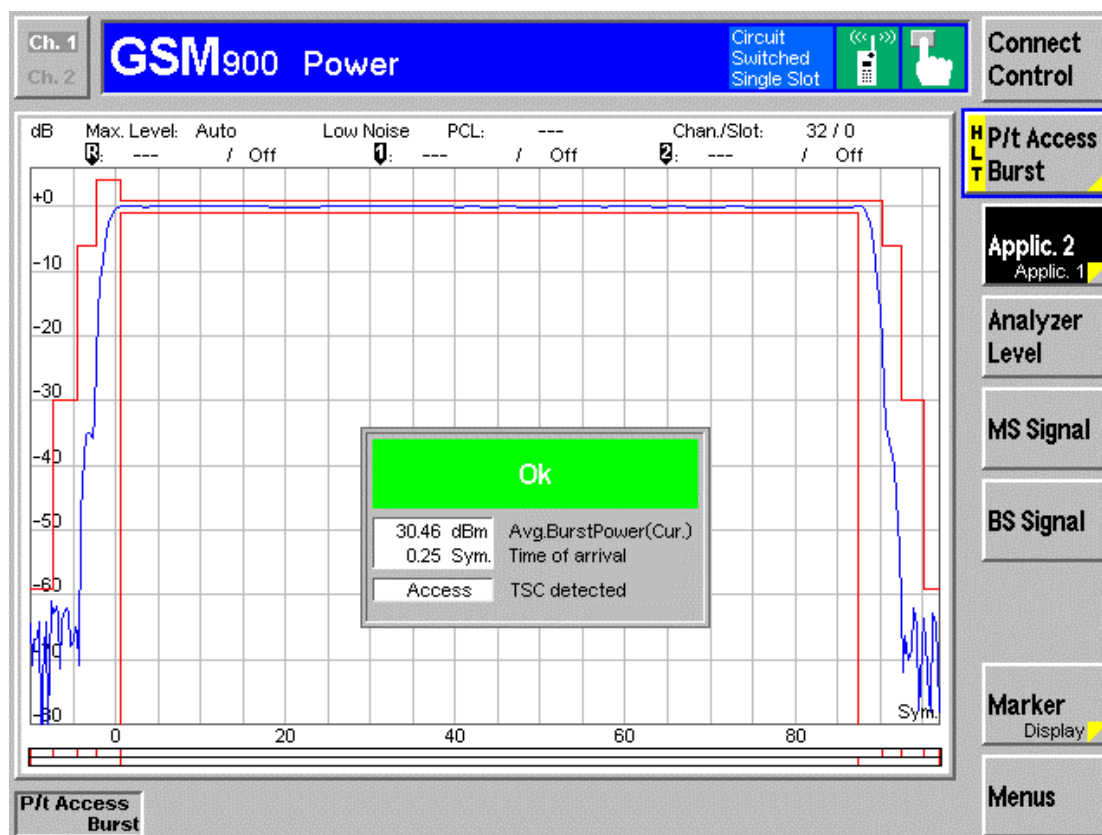 Ch. 1
Ch. 2
GSM900 Power
Circuit
Switched
Single Slot
Connect
Control
dB Max. Level: Auto Low Noise PCL: --- Chan./Slot: 32 / 0
R: --- / Off 1: --- / Off 2: --- / Off
H
L
T
P/t Access
Burst
Applic. 2
Applic. 1
Analyzer
Level
MS Signal
BS Signal
Marker
Display
Menus
+0
-10
-20
-30
-40
-50
-60
-70
-80
Ok
30.46 dBm Avg.BurstPower(Cur.)
0.25 Sym. Time of arrival
Access TSC detected
Sym.
0 20 40 60 80
P/t Access
Burst